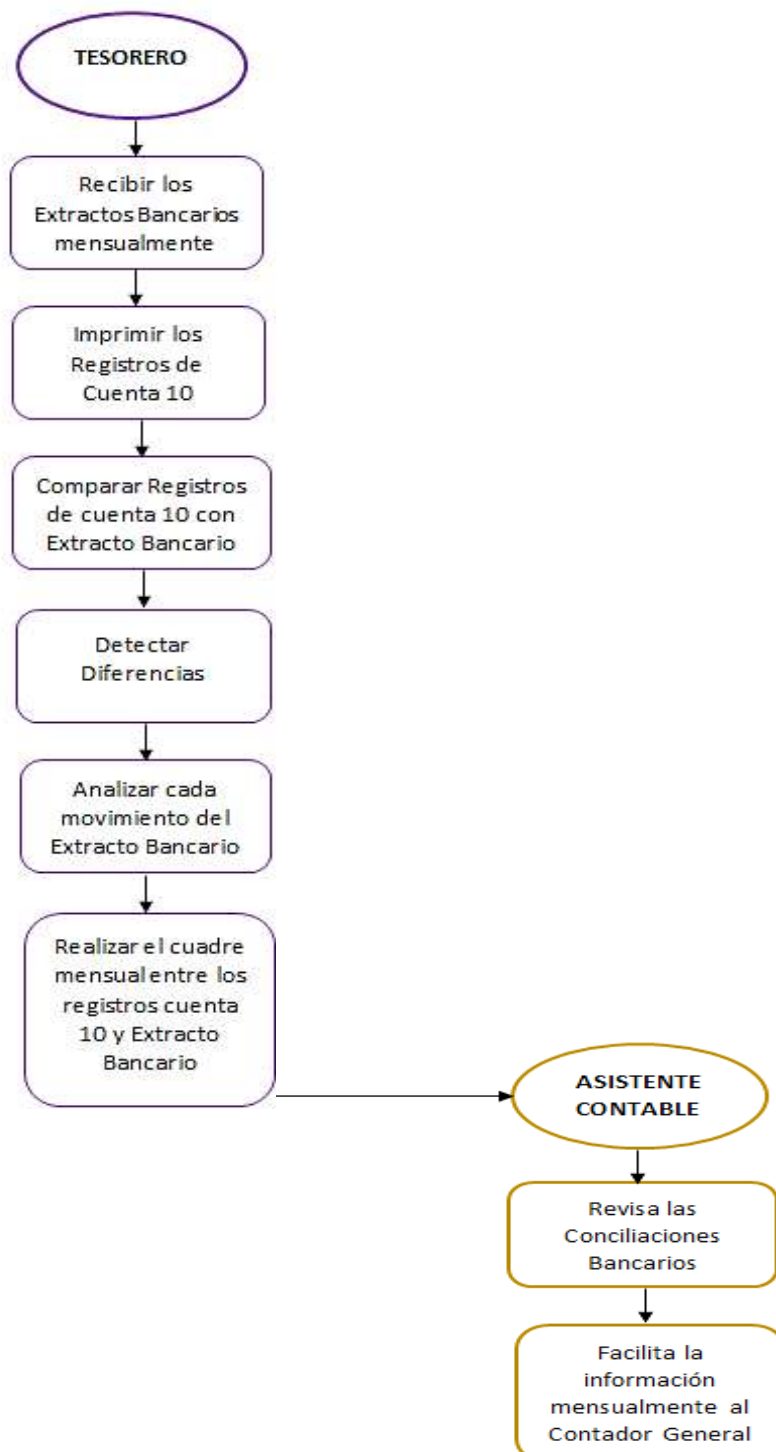 TESORERO
Recibir los
Extractos Bancarios
mensualmente
Imprimir los
Registros de
Cuenta 10
Comparar Registros
de cuenta 10 con
Extracto Bancario
Detectar
Diferencias
Analizar cada
movimiento del
Extracto Bancario
Realizar el cuadre
mensual entre los
registros cuenta
10 y Extracto
Bancario
ASISTENTE
CONTABLE
Revisa las
Conciliaciones
Bancarios
Facilita la
información
mensualmente al
Contador General